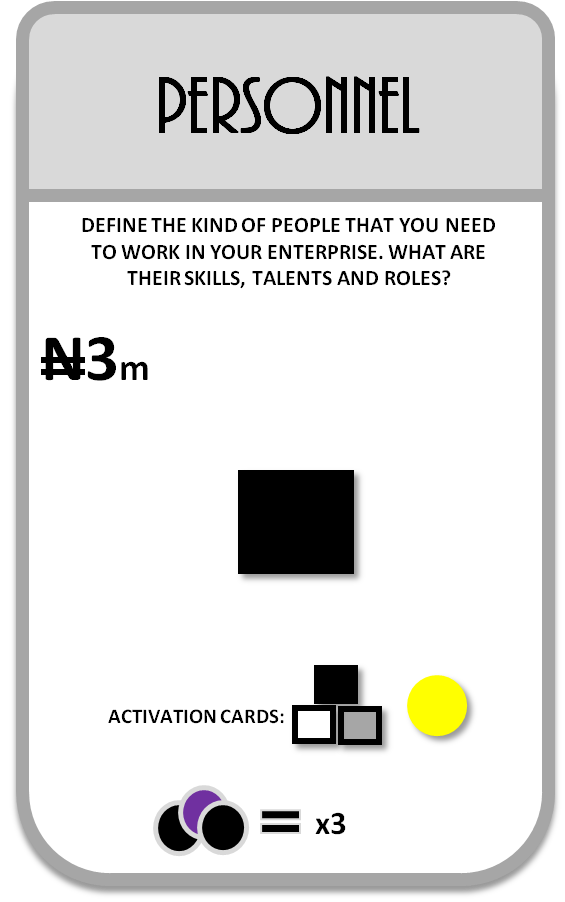 PERSONNEL
DEFINE THE KIND OF PEOPLE THAT YOU NEED
TO WORK IN YOUR ENTERPRISE. WHAT ARE
THEIR SKILLS, TALENTS AND ROLES?
₦3m
ACTIVATION CARDS:
= x3